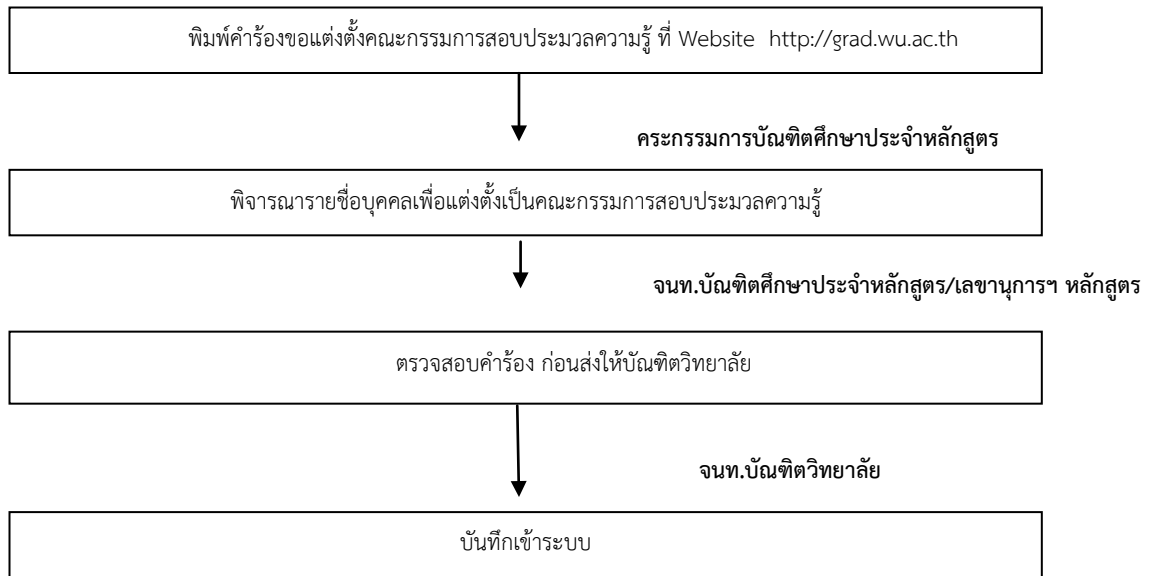 พิมพ์คำร้องขอแต่งตั้งคณะกรรมการสอบประมวลความรู้ ที่ Website http://grad.wu.ac.th
คระกรรมการบัณฑิตศึกษาประจำหลักสูตร
พิจารณารายชื่อบุคคลเพื่อแต่งตั้งเป็นคณะกรรมการสอบประมวลความรู้
จนท.บัณฑิตศึกษาประจำหลักสูตร/เลขานุการฯ หลักสูตร
ตรวจสอบคำร้อง ก่อนส่งให้บัณฑิตวิทยาลัย
จนท.บัณฑิตวิทยาลัย
บันทึกเข้าระบบ